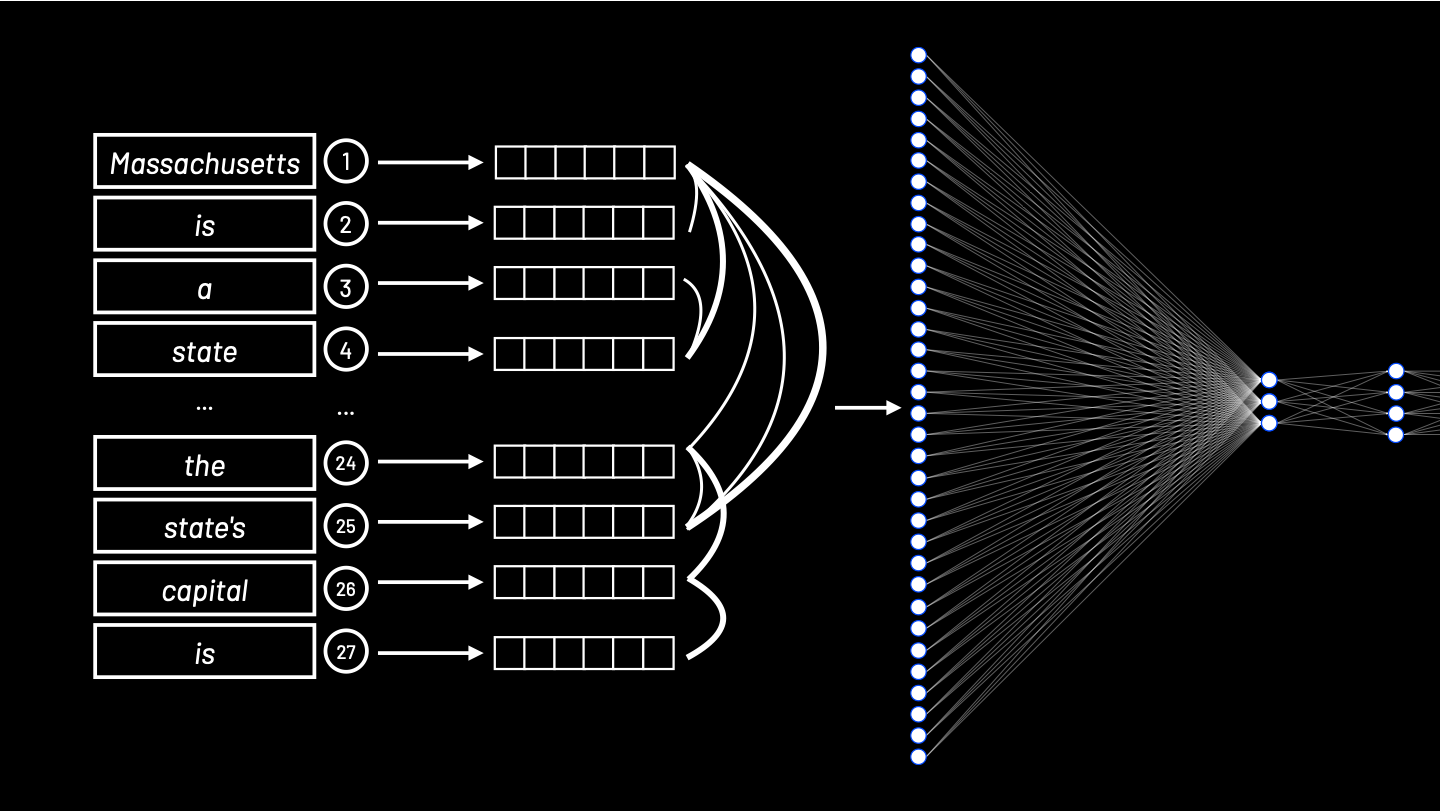 Massachusetts 1
is 2
a 3
state 4
... ...
the 24
state's 25
capital 26
is 27